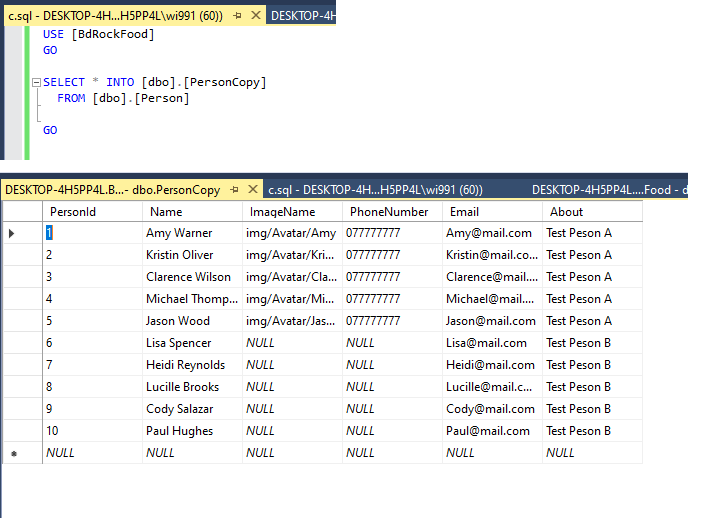 c.sql - DESKTOP-4H...H5PP4L\wi991 (60)) DESKTOP-4H5PP4L
USE [BdRockFood]
GO
SELECT * INTO [dbo].[PersonCopy]
FROM [dbo].[Person]
GO
DESKTOP-4H5PP4L.B...- dbo.PersonCopy c.sql - DESKTOP-4H...H5PP4L\wi991 (60)) DESKTOP-4H5PP4L....Food - d
PersonId Name ImageName PhoneNumber Email About
1 Amy Warner img/Avatar/Amy 077777777 Amy@mail.com Test Peson A
2 Kristin Oliver img/Avatar/Kri... 077777777 Kristin@mail.co... Test Peson A
3 Clarence Wilson img/Avatar/Cla... 077777777 Clarence@mail.... Test Peson A
4 Michael Thomp... img/Avatar/Mi... 077777777 Michael@mail.... Test Peson A
5 Jason Wood img/Avatar/Jas... 077777777 Jason@mail.com Test Peson A
6 Lisa Spencer NULL NULL Lisa@mail.com Test Peson B
7 Heidi Reynolds NULL NULL Heidi@mail.com Test Peson B
8 Lucille Brooks NULL NULL Lucille@mail.c... Test Peson B
9 Cody Salazar NULL NULL Cody@mail.com Test Peson B
10 Paul Hughes NULL NULL Paul@mail.com Test Peson B
NULL NULL NULL NULL NULL NULL